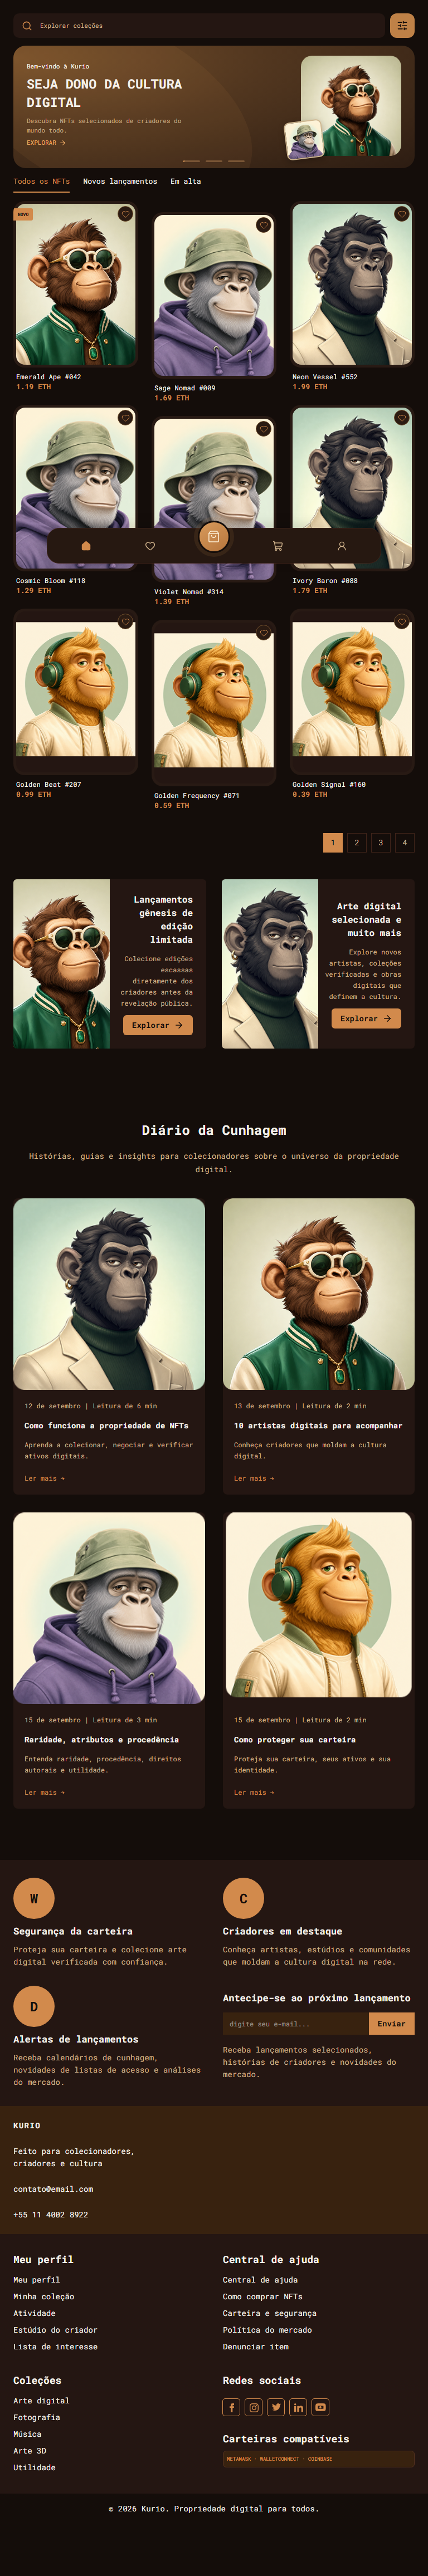 Explorar coleções
Bem-vindo à Kurio
SEJA DONO DA CULTURA
DIGITAL
Descubra NFTs selecionados de criadores do
mundo todo.
EXPLORAR →
Todos os NFTs Novos lançamentos Em alta
NOVO
Emerald Ape #042
1.19 ETH
Sage Nomad #009
1.69 ETH
Neon Vessel #552
1.99 ETH
Cosmic Bloom #118
1.29 ETH
Violet Nomad #314
1.39 ETH
Ivory Baron #088
1.79 ETH
Golden Beat #207
0.99 ETH
Golden Frequency #071
0.59 ETH
Golden Signal #160
0.39 ETH
1 2 3 4
Lançamentos
gênesis de
edição
limitada
Colecione edições
escassas
diretamente dos
criadores antes da
revelação pública.
Explorar →
Arte digital
selecionada e
muito mais
Explore novos
artistas, coleções
verificadas e obras
digitais que
definem a cultura.
Explorar →
Diário da Cunhagem
Histórias, guias e insights para colecionadores sobre o universo da propriedade
digital.
12 de setembro | Leitura de 6 min
Como funciona a propriedade de NFTs
Aprenda a colecionar, negociar e verificar
ativos digitais.
Ler mais →
13 de setembro | Leitura de 2 min
10 artistas digitais para acompanhar
Conheça criadores que moldam a cultura
digital.
Ler mais →
15 de setembro | Leitura de 3 min
Raridade, atributos e procedência
Entenda raridade, procedência, direitos
autorais e utilidade.
Ler mais →
15 de setembro | Leitura de 2 min
Como proteger sua carteira
Proteja sua carteira, seus ativos e sua
identidade.
Ler mais →
W
Segurança da carteira
Proteja sua carteira e colecione arte
digital verificada com confiança.
C
Criadores em destaque
Conheça artistas, estúdios e comunidades
que moldam a cultura digital na rede.
D
Alertas de lançamentos
Receba calendários de cunhagem,
novidades de listas de acesso e análises
do mercado.
Antecipe-se ao próximo lançamento
digite seu e-mail... Enviar
Receba lançamentos selecionados,
histórias de criadores e novidades do
mercado.
KURIO
Feito para colecionadores,
criadores e cultura
contato@email.com
+55 11 4002 8922
Meu perfil
Meu perfil
Minha coleção
Atividade
Estúdio do criador
Lista de interesse
Central de ajuda
Central de ajuda
Como comprar NFTs
Carteira e segurança
Política do mercado
Denunciar item
Coleções
Arte digital
Fotografia
Música
Arte 3D
Utilidade
Redes sociais
Carteiras compatíveis
METAMASK · WALLETCONNECT · COINBASE
© 2026 Kurio. Propriedade digital para todos.